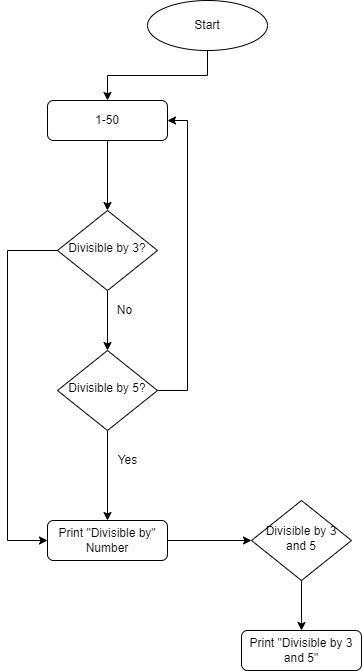 Start
1-50
Divisible by 3?
No
Divisible by 5?
Yes
Print "Divisible by"
Number
Divisible by 3
and 5
Print "Divisible by 3
and 5"